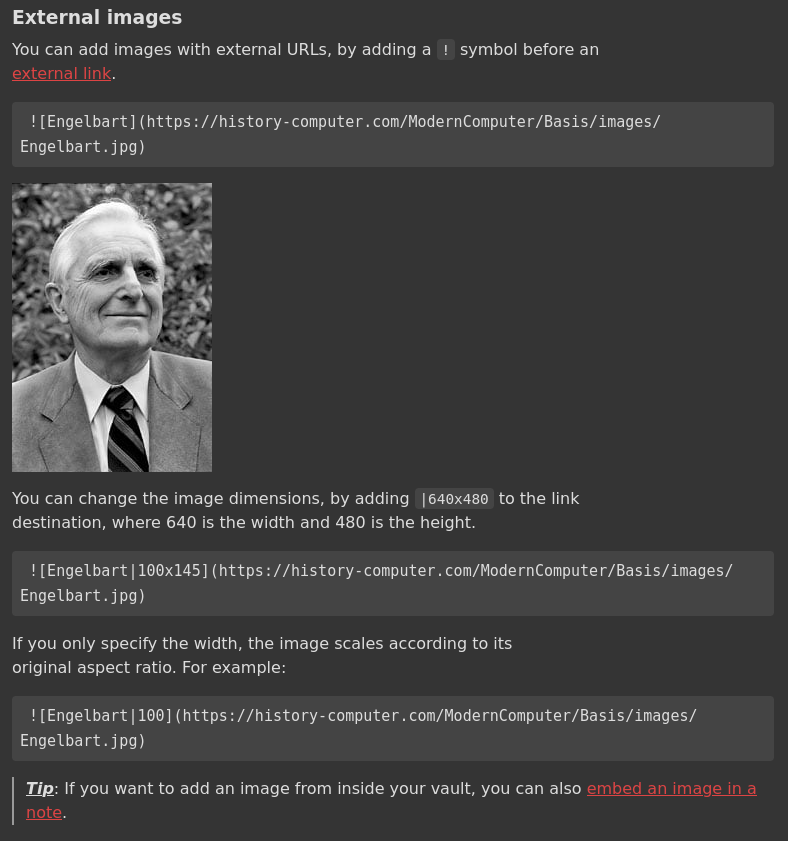 External images
You can add images with external URLs, by adding a ! symbol before an
external link.
![Engelbart](https://history-computer.com/ModernComputer/Basis/images/
Engelbart.jpg)
You can change the image dimensions, by adding |640x480 to the link
destination, where 640 is the width and 480 is the height.
![Engelbart|100x145](https://history-computer.com/ModernComputer/Basis/images/
Engelbart.jpg)
If you only specify the width, the image scales according to its
original aspect ratio. For example:
![Engelbart|100](https://history-computer.com/ModernComputer/Basis/images/
Engelbart.jpg)
Tip: If you want to add an image from inside your vault, you can also embed an image in a
note.